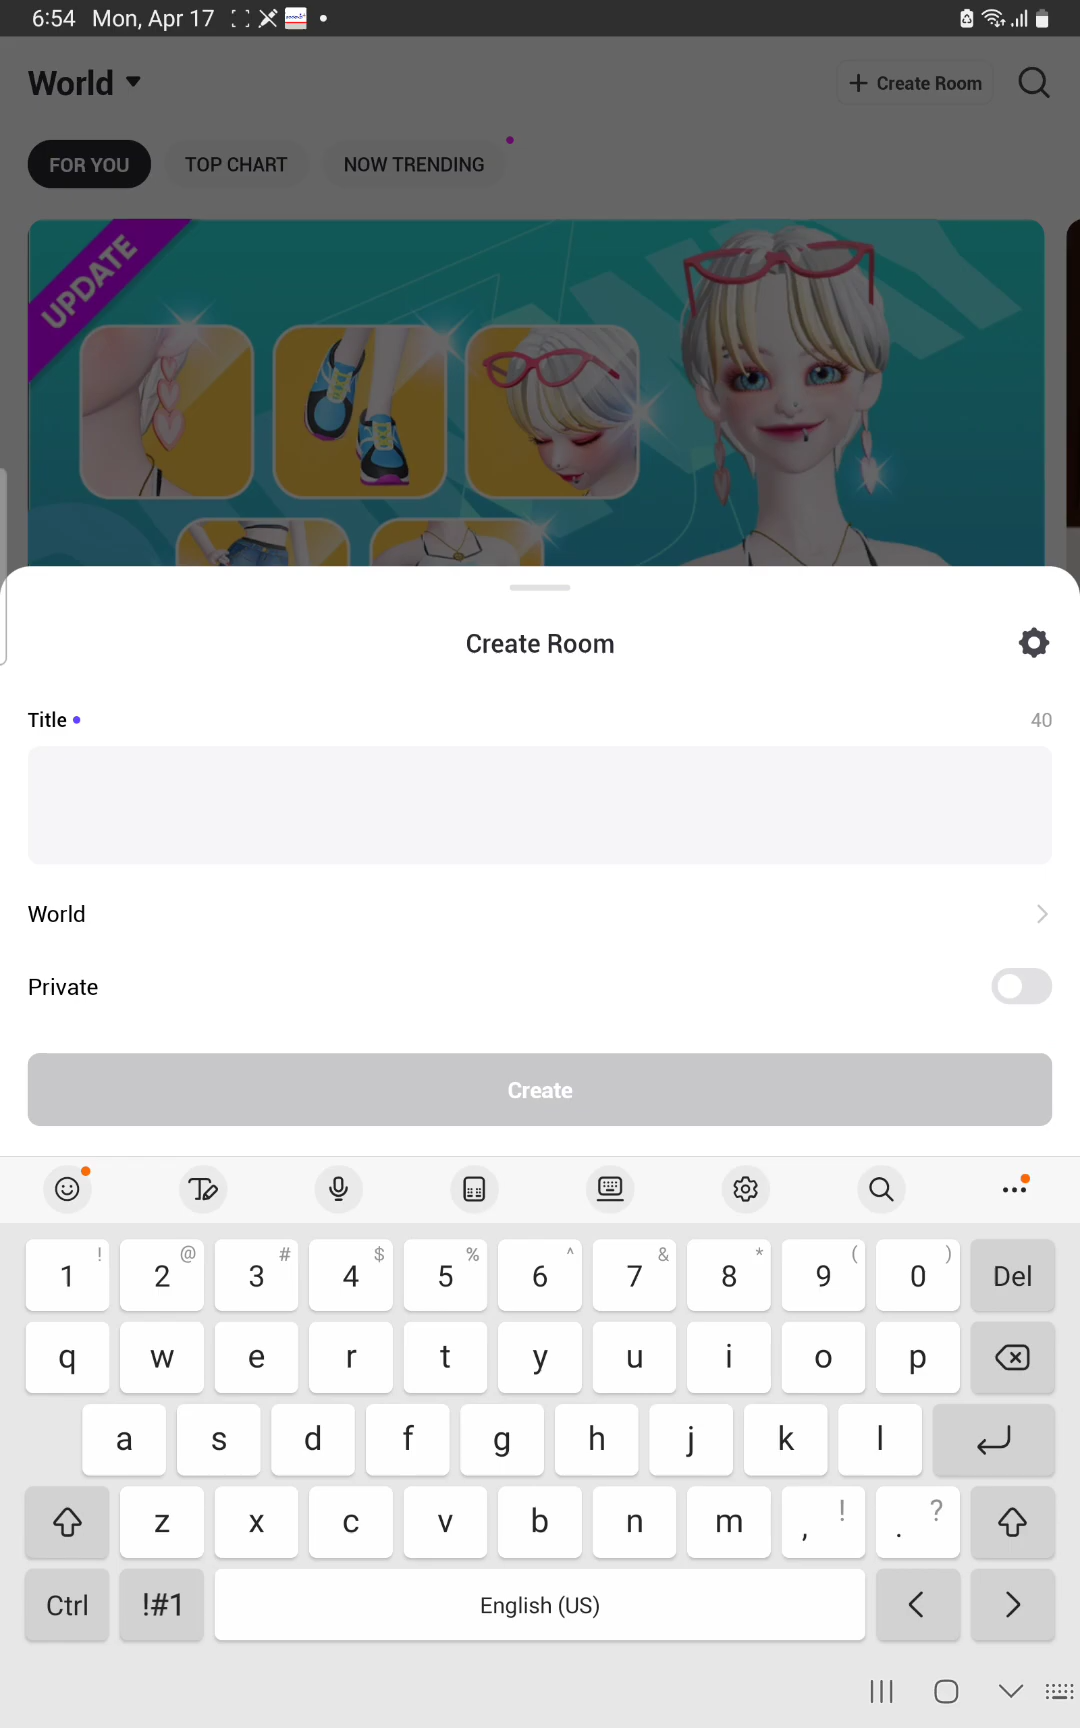 6:54 Mon, Apr 17
World
+ Create Room
FOR YOU
TOP CHART
NOW TRENDING
UPDATE
Create Room
Title
40
World
Private
Create
! @ # $ % ^ & * ( )
1 2 3 4 5 6 7 8 9 0 Del
q w e r t y u i o p
a s d f g h j k l
z x c v b n m , ! . ?
Ctrl !#1 English (US) < >